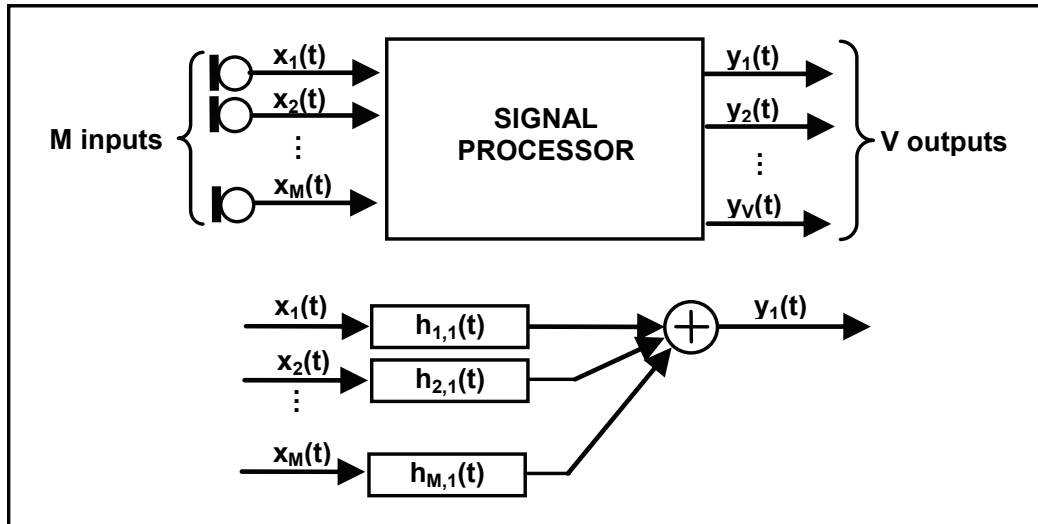 x₁(t)
x₂(t)
⋮
x_M(t)
M inputs
SIGNAL
PROCESSOR
y₁(t)
y₂(t)
⋮
y_V(t)
V outputs
x₁(t)
h₁,₁(t)
y₁(t)
x₂(t)
h₂,₁(t)
⋮
x_M(t)
h_M,₁(t)